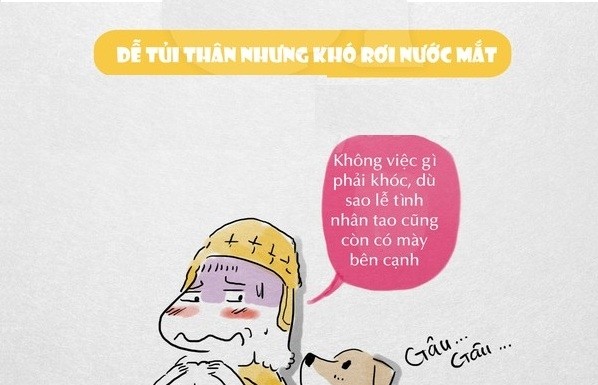 DỄ TỦI THÂN NHƯNG KHÓ RƠI NƯỚC MẮT
Không việc gì
phải khóc, dù
sao lễ tình
nhân tao cũng
còn có mày
bên cạnh
Gâu...
Gâu...